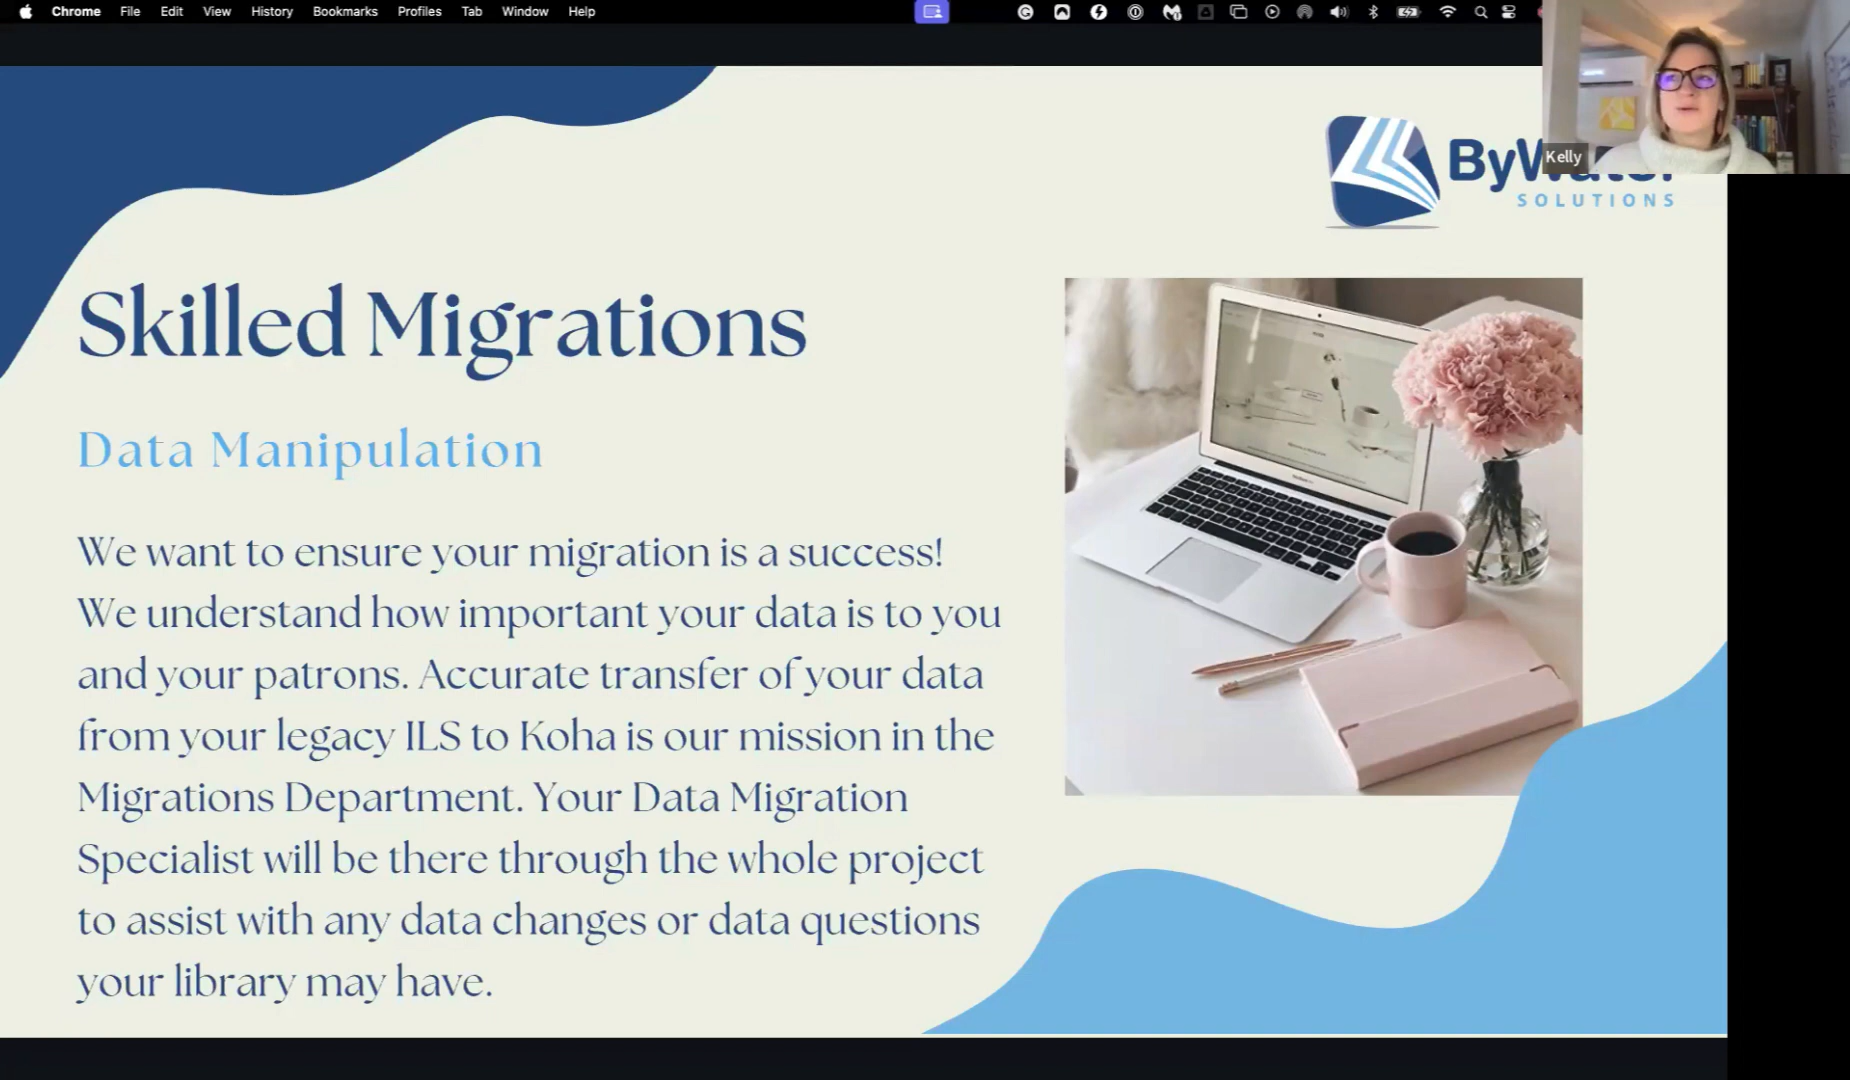 Chrome File Edit View History Bookmarks Profiles Tab Window Help
Kelly
SOLUTIONS
Skilled Migrations
Data Manipulation
We want to ensure your migration is a success!
We understand how important your data is to you
and your patrons. Accurate transfer of your data
from your legacy ILS to Koha is our mission in the
Migrations Department. Your Data Migration
Specialist will be there through the whole project
to assist with any data changes or data questions
your library may have.